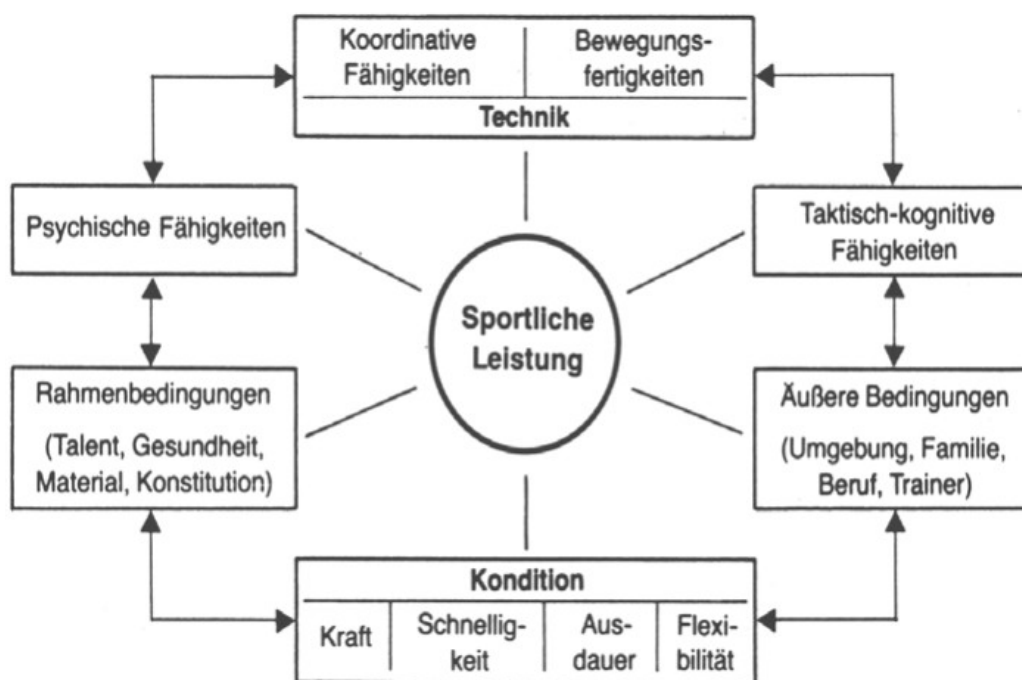 Koordinative
Fähigkeiten
Bewegungs-
fertigkeiten
Technik
Psychische Fähigkeiten
Taktisch-kognitive
Fähigkeiten
Sportliche
Leistung
Rahmenbedingungen
(Talent, Gesundheit,
Material, Konstitution)
Äußere Bedingungen
(Umgebung, Familie,
Beruf, Trainer)
Kondition
Kraft
Schnellig-
keit
Aus-
dauer
Flexi-
bilität